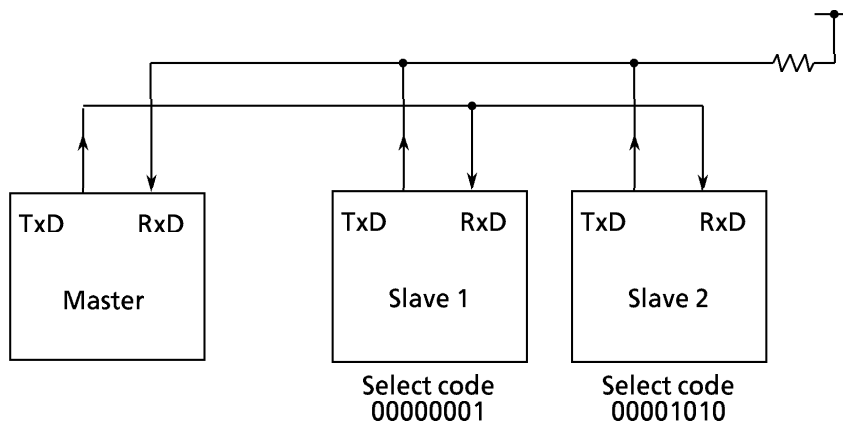 TxD RxD
Master
TxD RxD
Slave 1
Select code
00000001
TxD RxD
Slave 2
Select code
00001010